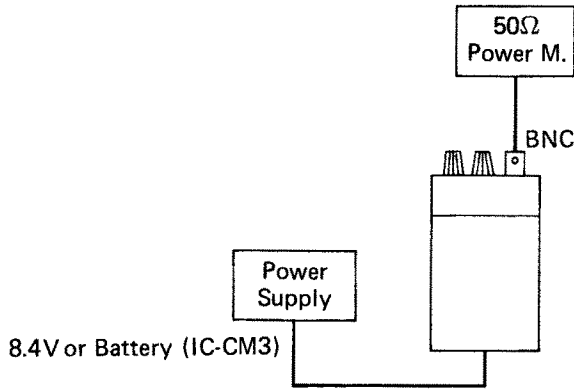 50Ω
Power M.
BNC
Power
Supply
8.4V or Battery (IC-CM3)